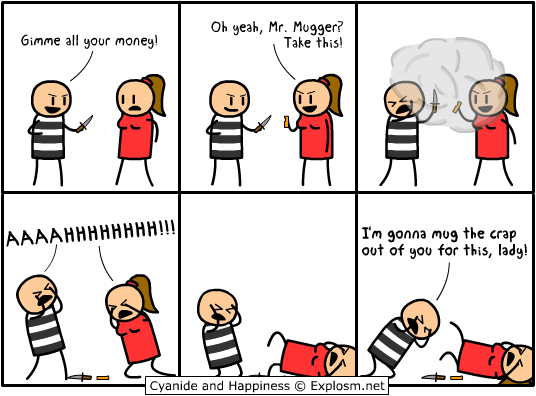 Gimme all your money!
Oh yeah, Mr. Mugger?
Take this!
AAAAHHHHHHHHH!!!
I'm gonna mug the crap
out of you for this, lady!
Cyanide and Happiness © Explosm.net